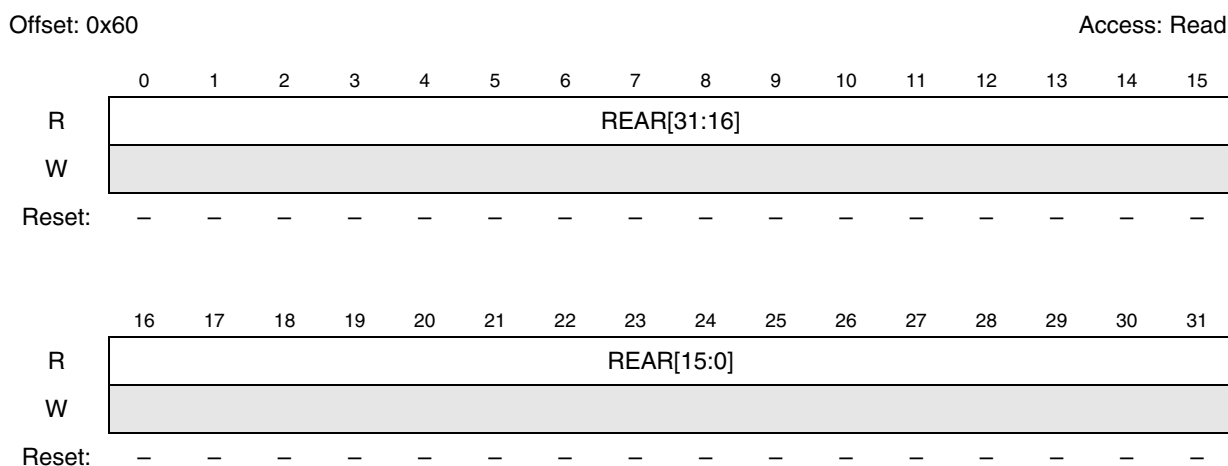 Offset: 0x60 Access: Read
0 1 2 3 4 5 6 7 8 9 10 11 12 13 14 15
R REAR[31:16]
W
Reset: – – – – – – – – – – – – – – – –
16 17 18 19 20 21 22 23 24 25 26 27 28 29 30 31
R REAR[15:0]
W
Reset: – – – – – – – – – – – – – – – –